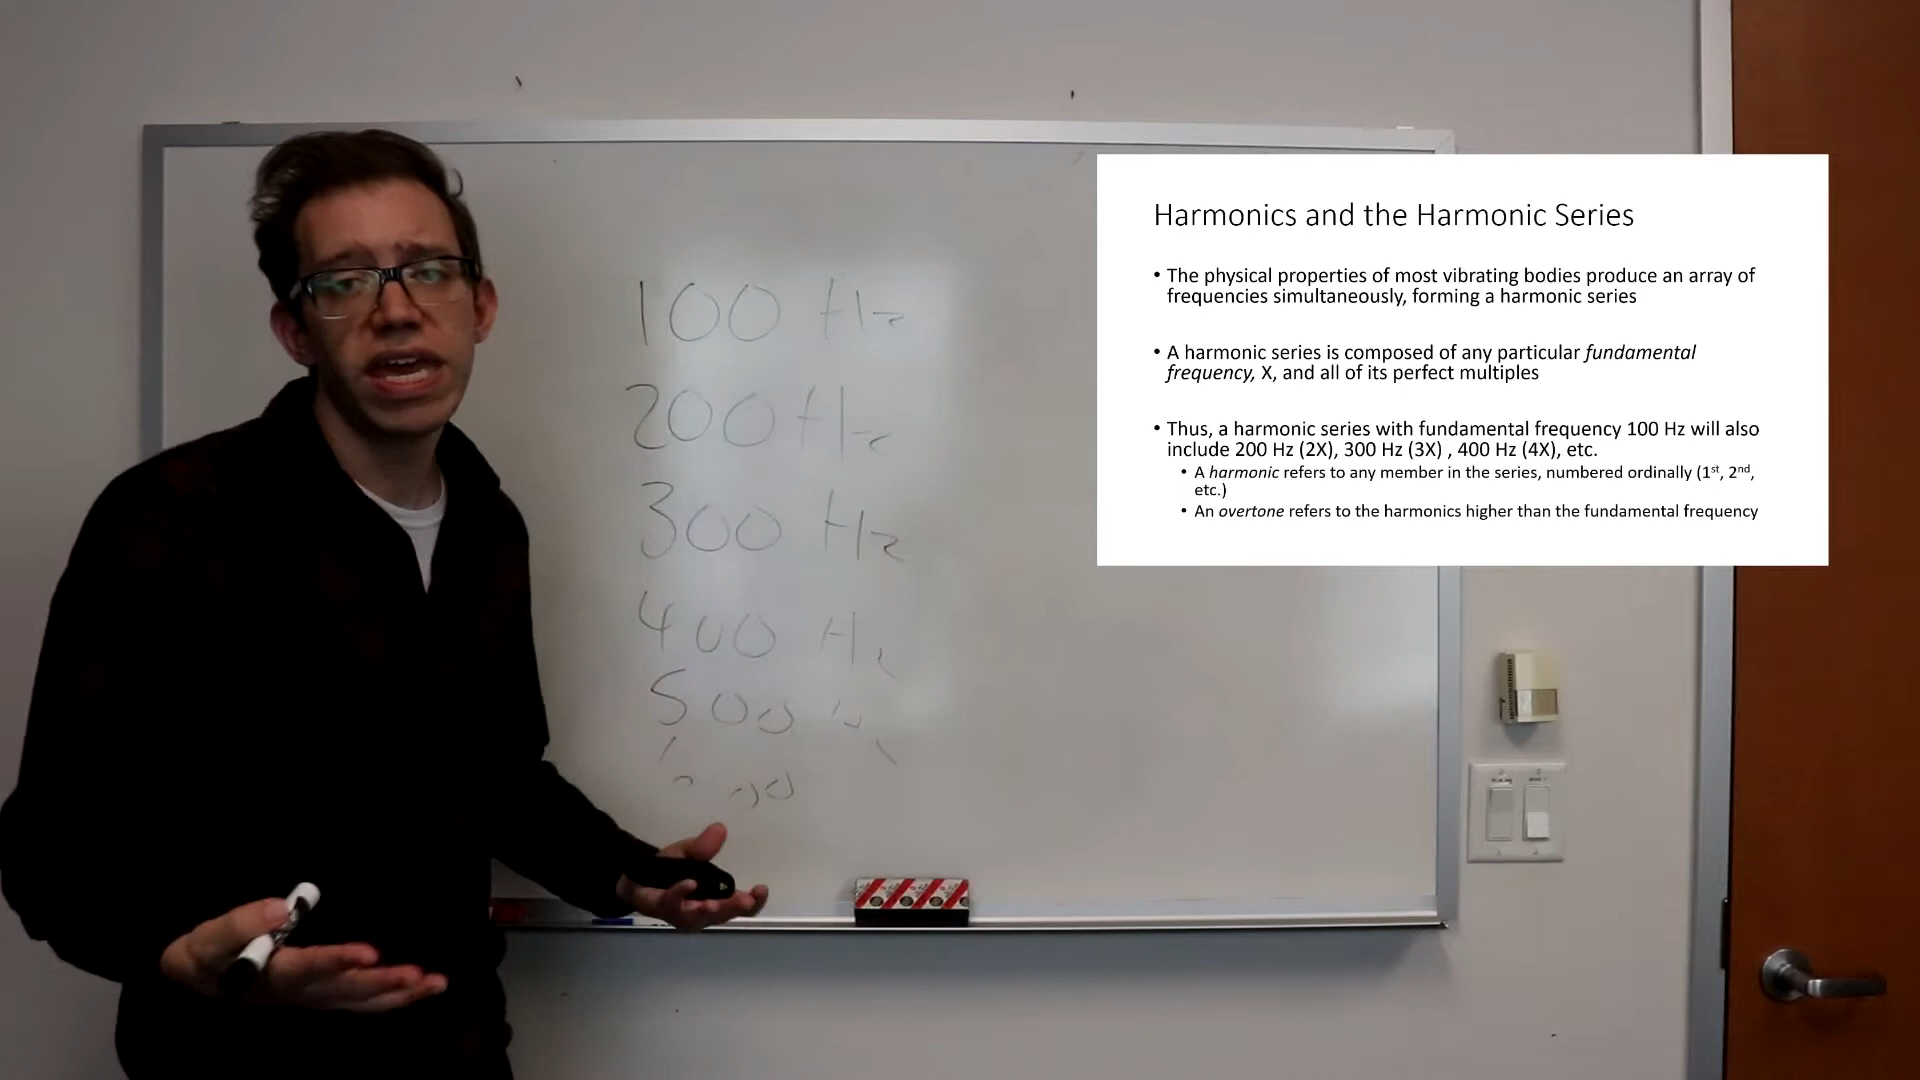 100 Hz
200 Hz
300 Hz
400 Hz
500
Harmonics and the Harmonic Series
• The physical properties of most vibrating bodies produce an array of
frequencies simultaneously, forming a harmonic series
• A harmonic series is composed of any particular fundamental
frequency, X, and all of its perfect multiples
• Thus, a harmonic series with fundamental frequency 100 Hz will also
include 200 Hz (2X), 300 Hz (3X) , 400 Hz (4X), etc.
• A harmonic refers to any member in the series, numbered ordinally (1st, 2nd,
etc.)
• An overtone refers to the harmonics higher than the fundamental frequency